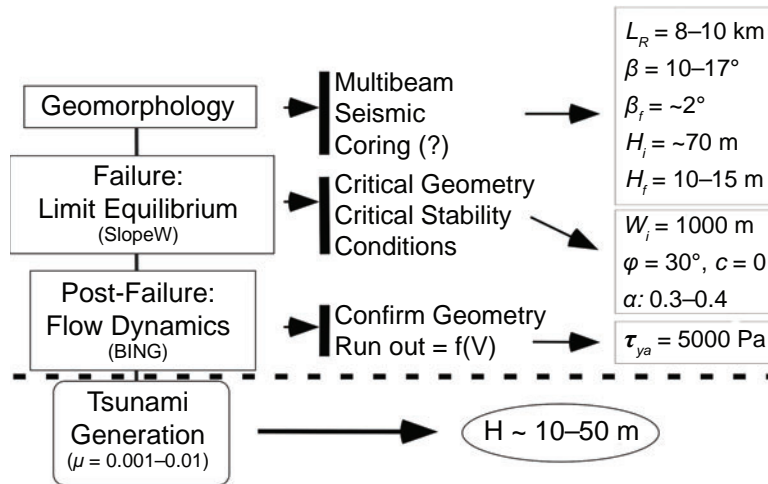 Geomorphology
Multibeam
Seismic
Coring (?)
L_R = 8–10 km
β = 10–17°
β_f = ~2°
H_i = ~70 m
H_f = 10–15 m
Failure:
Limit Equilibrium
(SlopeW)
Critical Geometry
Critical Stability
Conditions
W_i = 1000 m
φ = 30°, c = 0
α: 0.3–0.4
Post-Failure:
Flow Dynamics
(BING)
Confirm Geometry
Run out = f(V)
τ_ya = 5000 Pa
Tsunami
Generation
(μ = 0.001–0.01)
H ~ 10–50 m